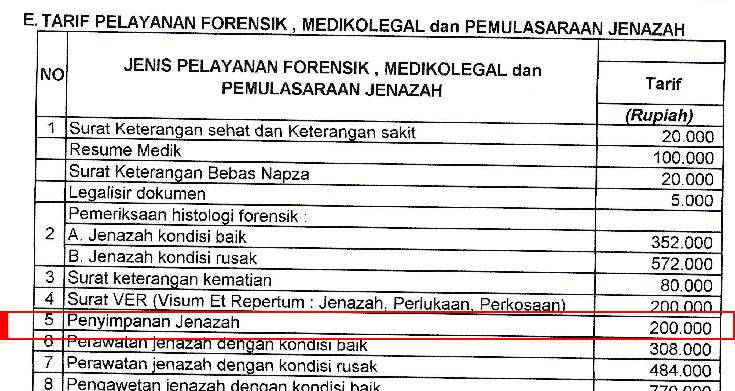 E. TARIF PELAYANAN FORENSIK , MEDIKOLEGAL dan PEMULASARAAN JENAZAH
NO JENIS PELAYANAN FORENSIK , MEDIKOLEGAL dan PEMULASARAAN JENAZAH Tarif
(Rupiah)
1 Surat Keterangan sehat dan Keterangan sakit 20.000
Resume Medik 100.000
Surat Keterangan Bebas Napza 20.000
Legalisir dokumen 5.000
Pemeriksaan histologi forensik :
2 A. Jenazah kondisi baik 352.000
B. Jenazah kondisi rusak 572.000
3 Surat keterangan kematian 80.000
4 Surat VER (Visum Et Repertum : Jenazah, Perlukaan, Perkosaan) 200.000
5 Penyimpanan Jenazah 200.000
6 Perawatan jenazah dengan kondisi baik 308.000
7 Perawatan jenazah dengan kondisi rusak 484.000
8 Pengawetan jenazah dengan kondisi baik 770.000